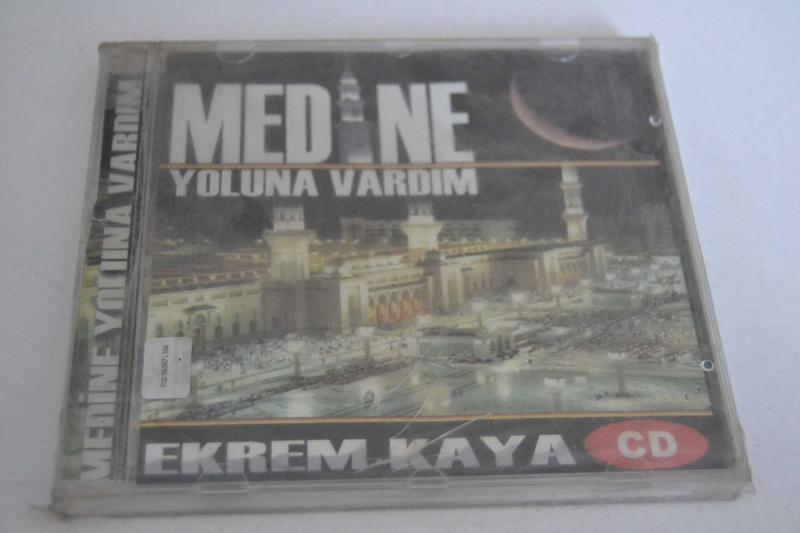 MEDİNE
YOLUNA VARDIM
EKREM KAYA
CD
MEDİNE YOLUNA VARDIM